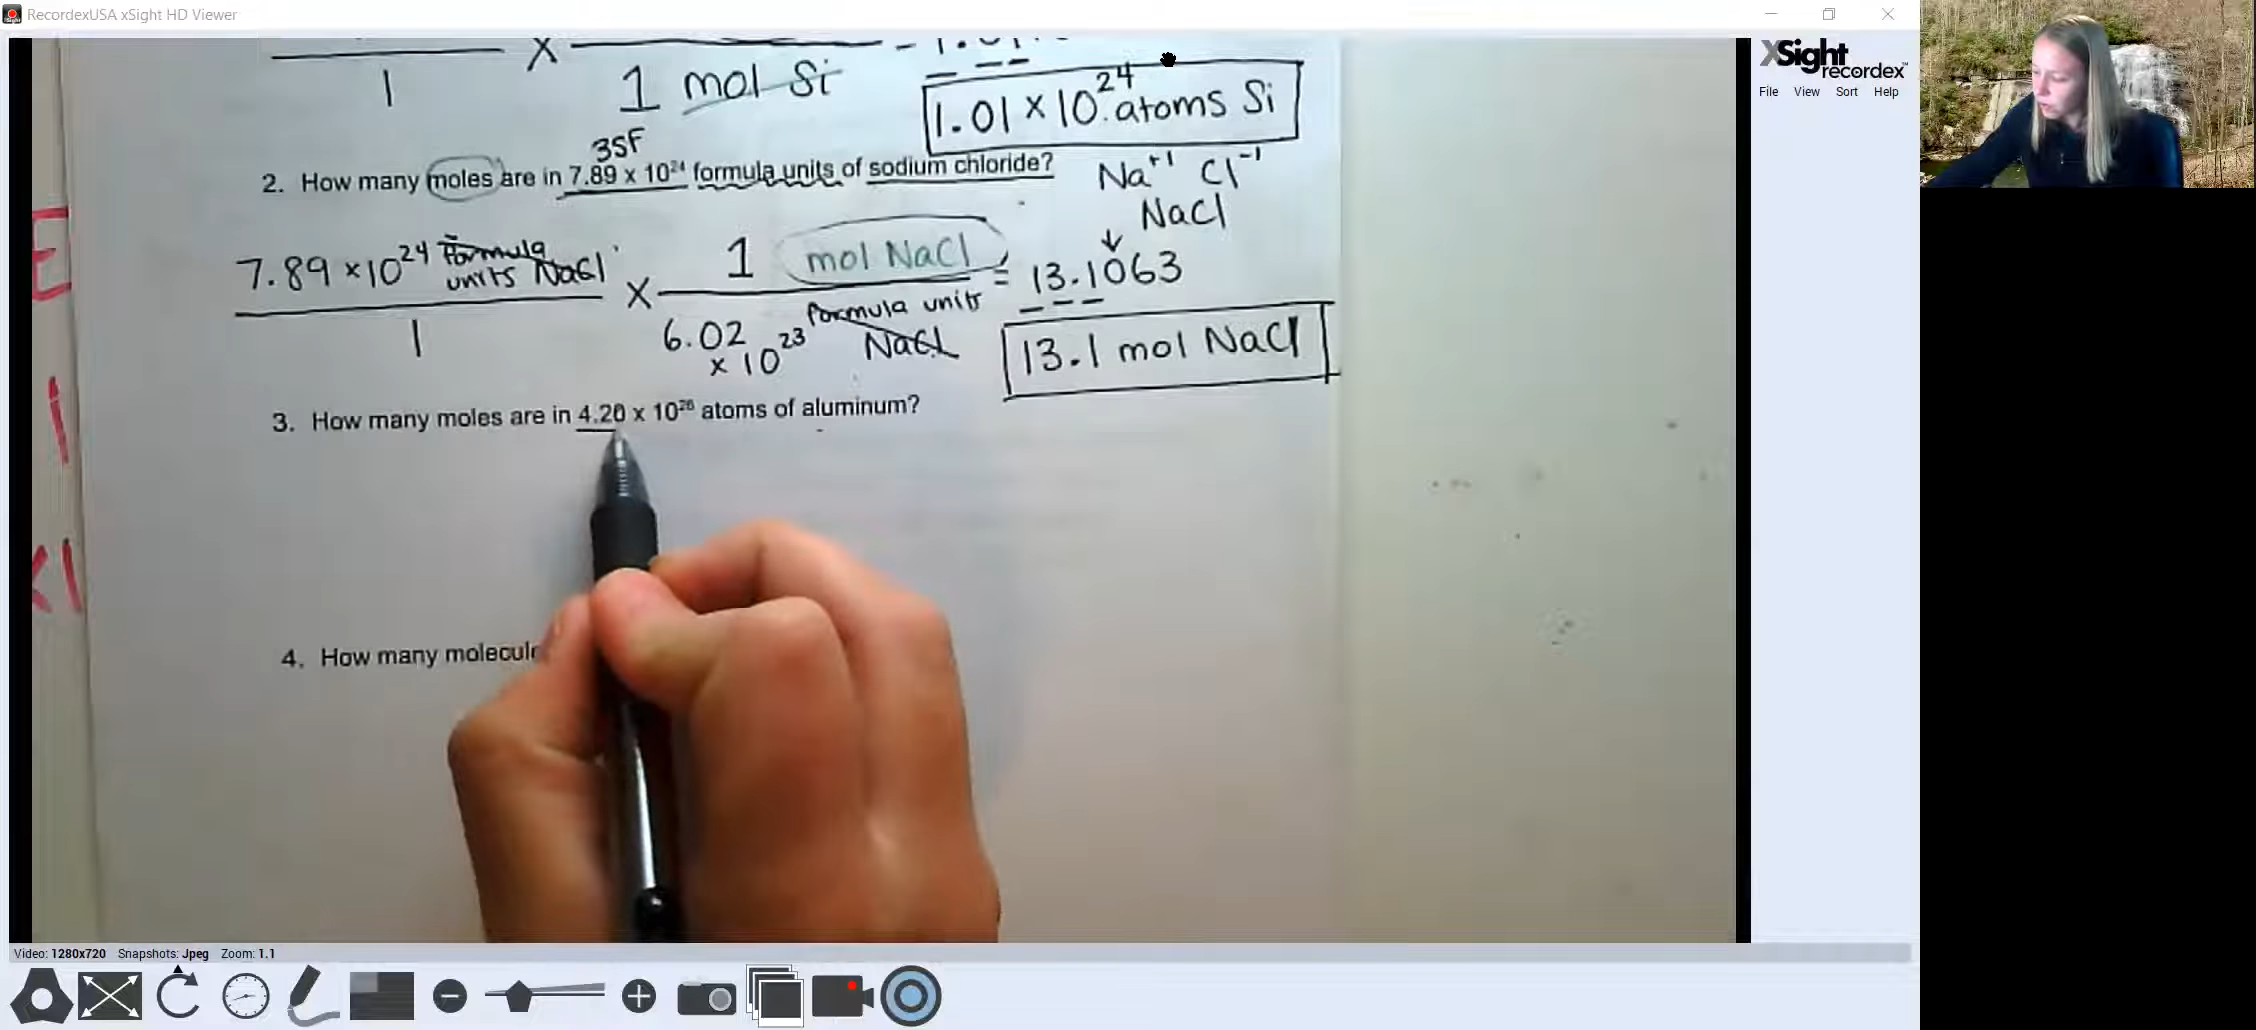 RecordexUSA xSight HD Viewer
XSight
recordex
File View Sort Help
1
X
1 mol Si
1.01 × 10²⁴ atoms Si
3SF
2. How many moles are in 7.89 x 10²⁴ formula units of sodium chloride?
Na⁺¹ Cl⁻¹
NaCl
7.89 ×10²⁴ formula units NaCl
1
X
1 mol NaCl
6.02 × 10²³ formula units NaCl
= 13.1063
13.1 mol NaCl
3. How many moles are in 4.20 x 10²⁶ atoms of aluminum?
4. How many molecul
E
1
x1
Video: 1280x720 Snapshots: Jpeg Zoom: 1.1